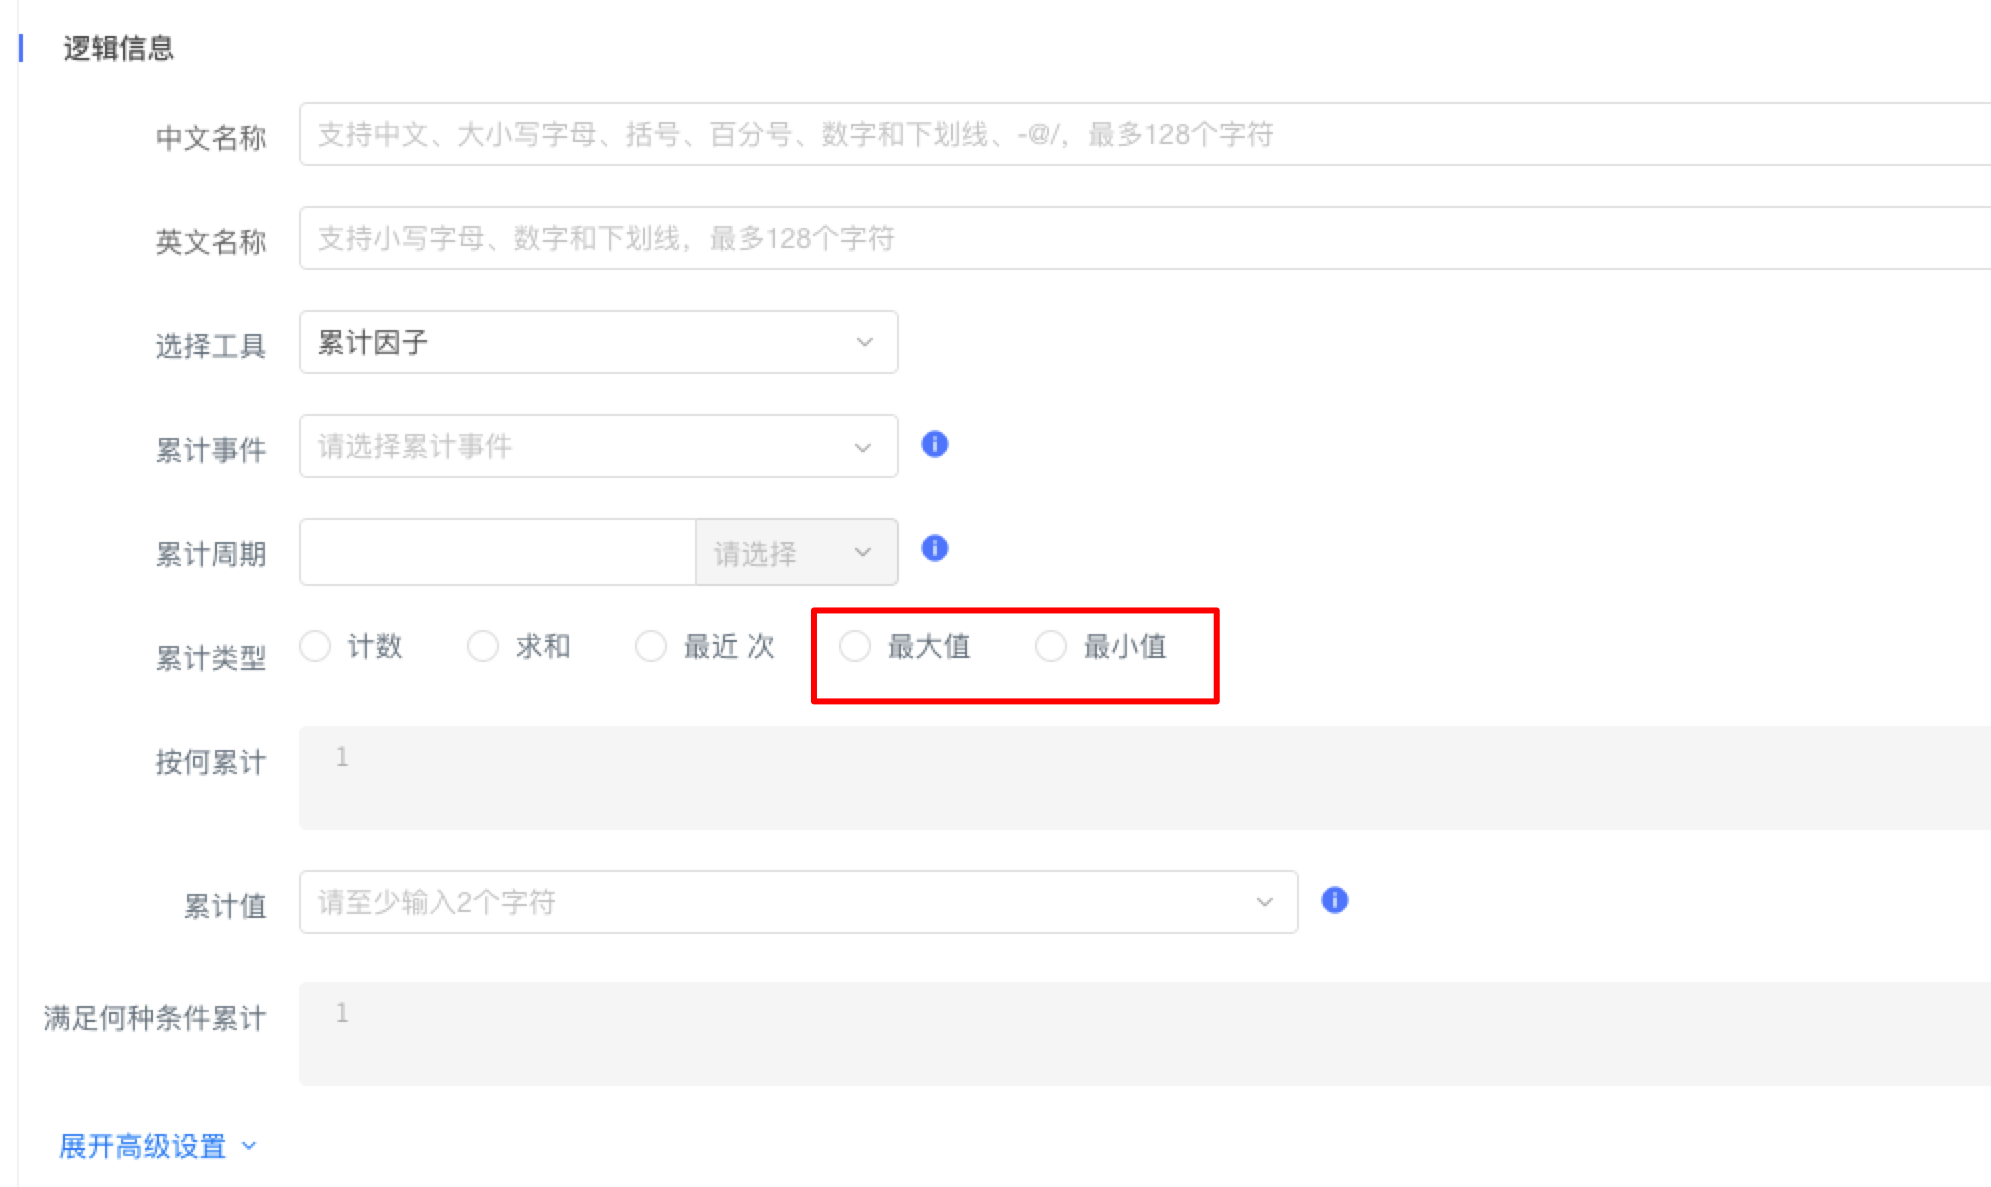 逻辑信息
中文名称 支持中文、大小写字母、括号、百分号、数字和下划线、-@/，最多128个字符
英文名称 支持小写字母、数字和下划线，最多128个字符
选择工具 累计因子
累计事件 请选择累计事件
累计周期 请选择
累计类型 计数 求和 最近 次 最大值 最小值
按何累计 1
累计值 请至少输入2个字符
满足何种条件累计 1
展开高级设置